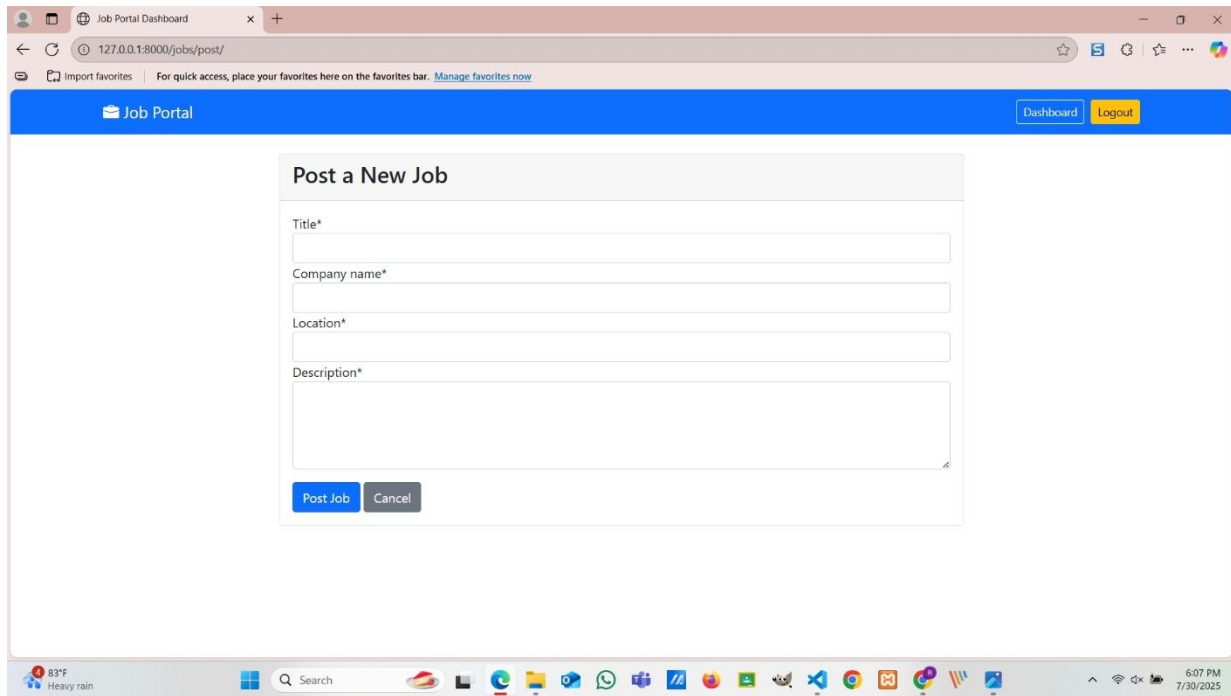 Job Portal Dashboard
127.0.0.1:8000/jobs/post/
Import favorites For quick access, place your favorites here on the favorites bar. Manage favorites now
Job Portal Dashboard Logout
Post a New Job
Title*
Company name*
Location*
Description*
Post Job Cancel
4 83°F
Heavy rain
Search
6:07 PM
7/30/2025